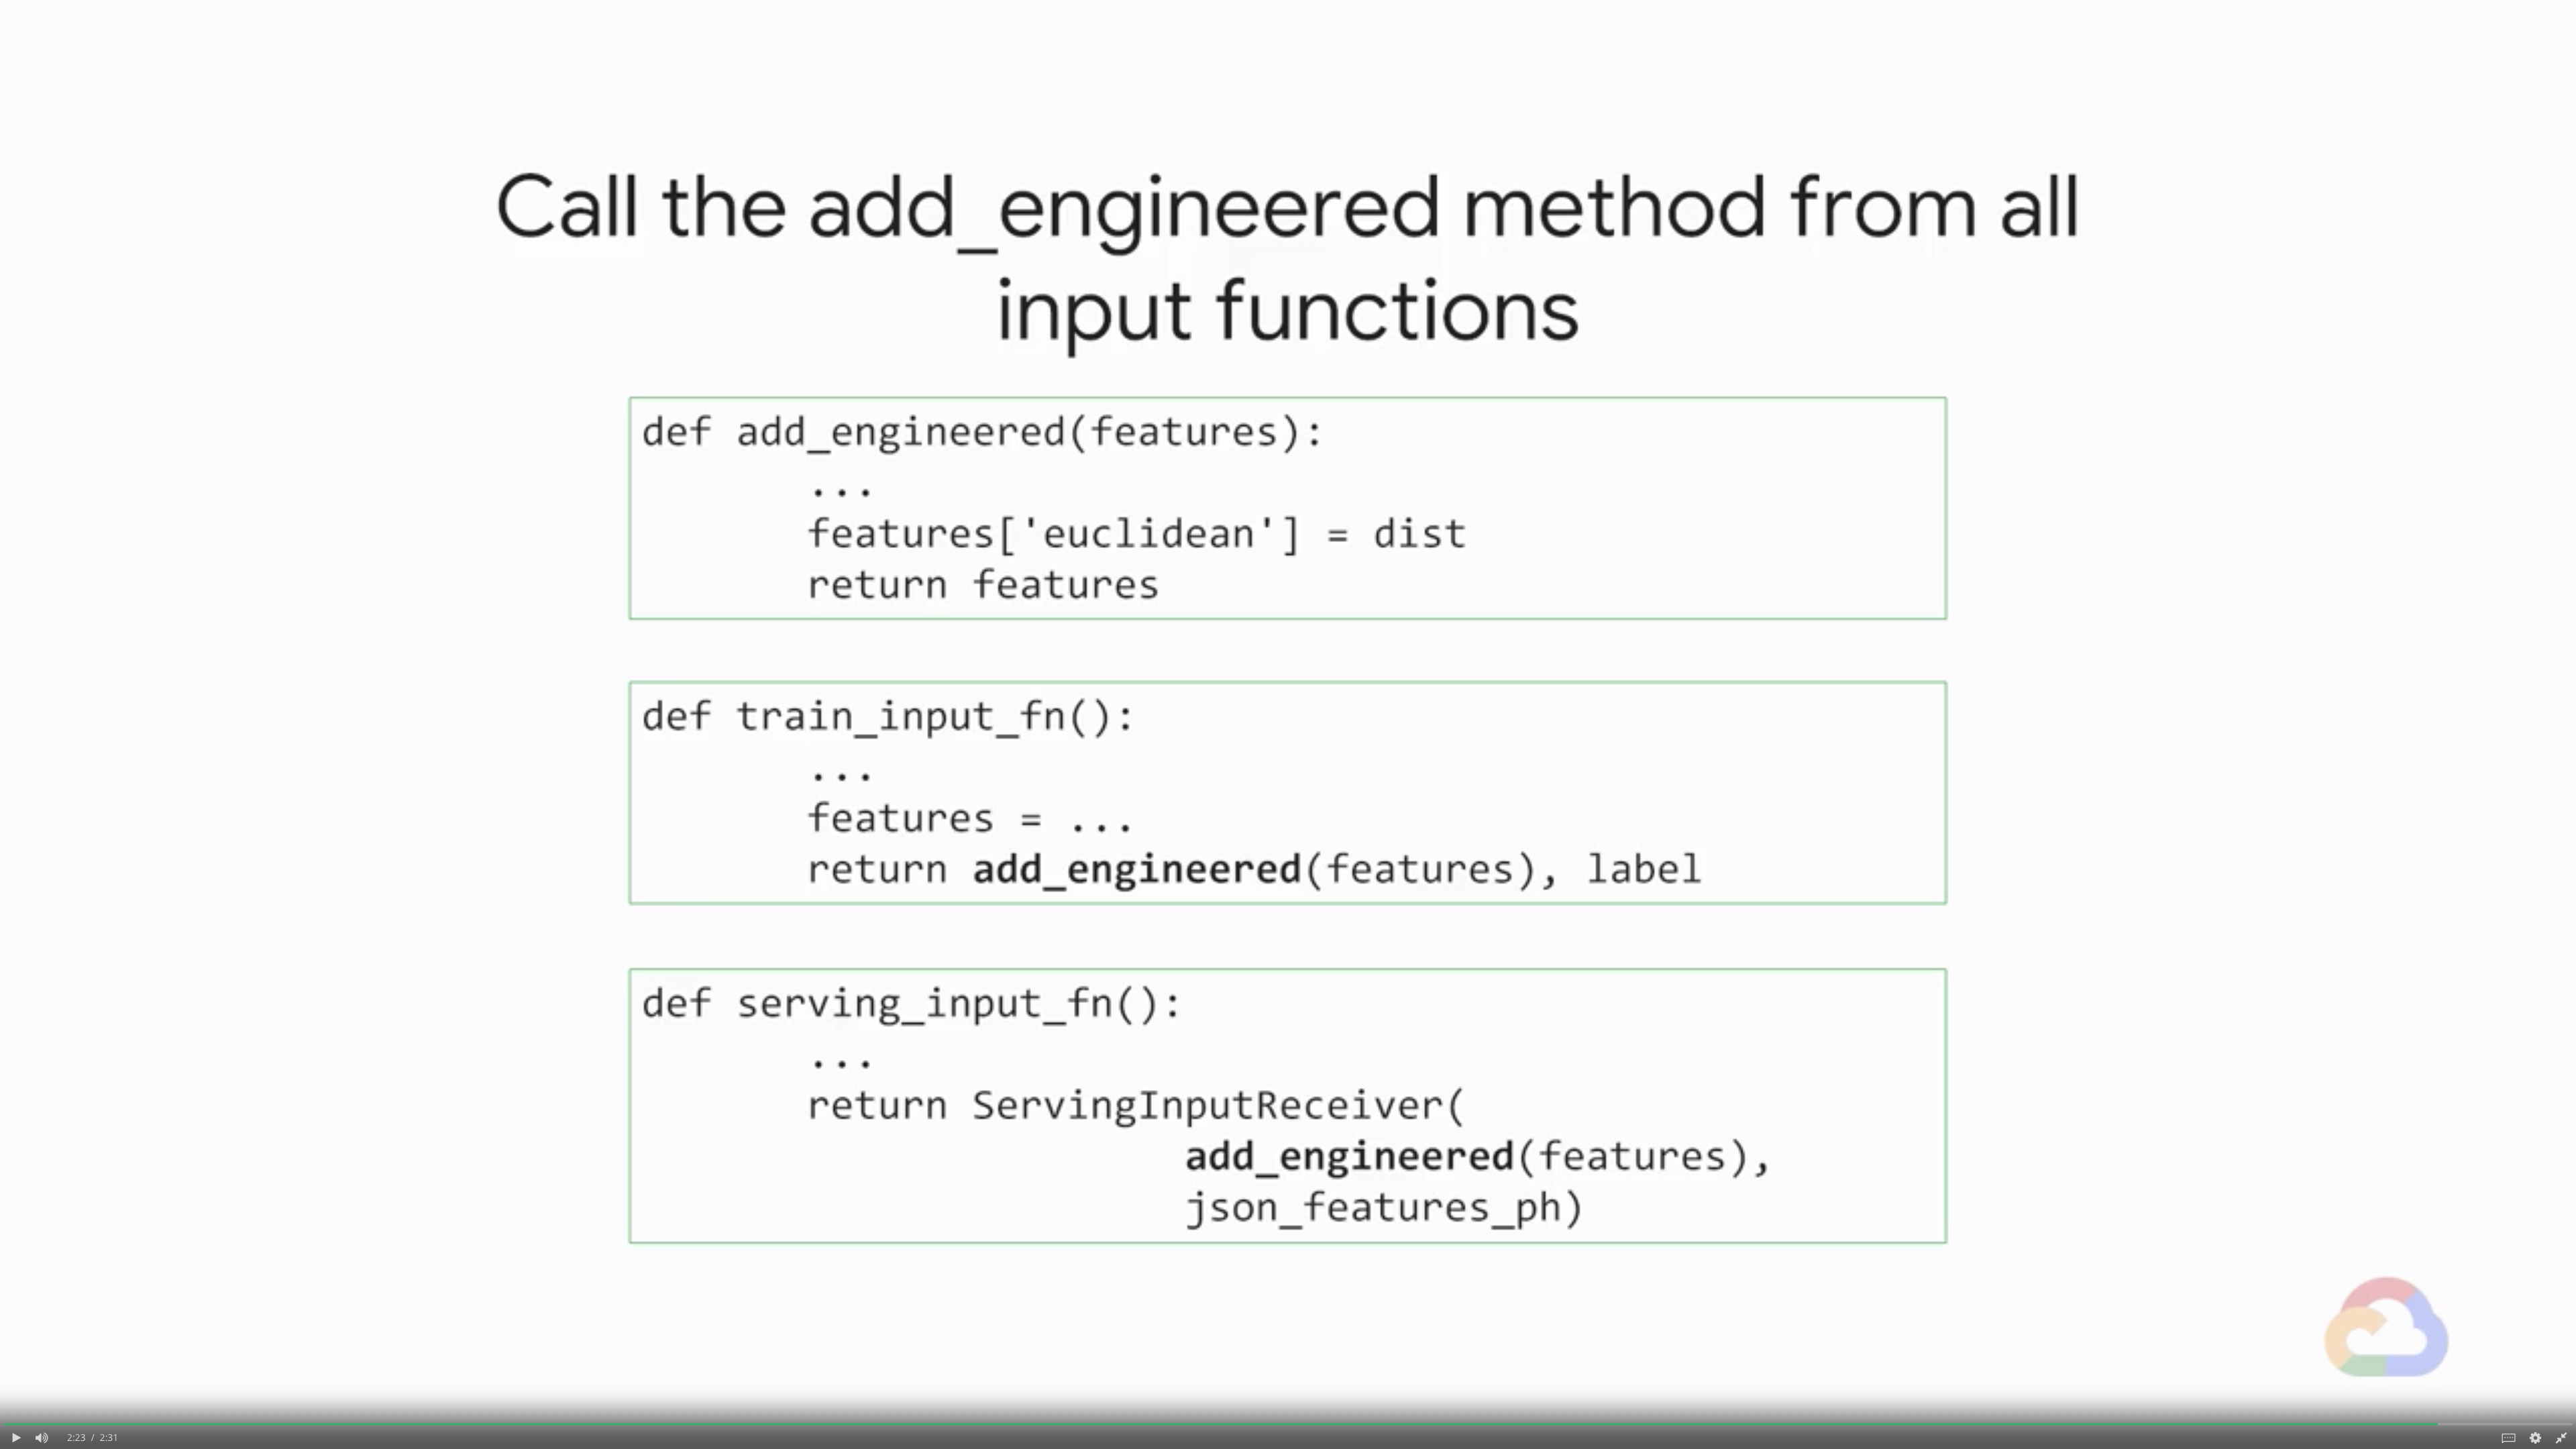 Call the add_engineered method from all
input functions
def add_engineered(features):
...
features['euclidean'] = dist
return features
def train_input_fn():
...
features = ...
return add_engineered(features), label
def serving_input_fn():
...
return ServingInputReceiver(
add_engineered(features),
json_features_ph)
2:23 / 2:31